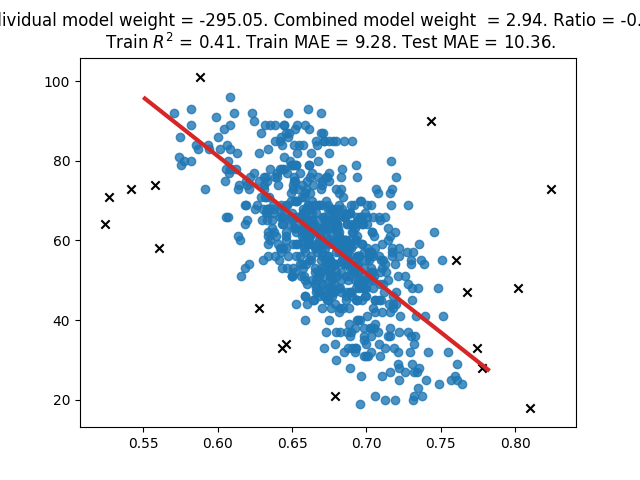 dividual model weight = -295.05. Combined model weight  = 2.94. Ratio = -0.
Train R² = 0.41. Train MAE = 9.28. Test MAE = 10.36.
100
80
60
40
20
0.55 0.60 0.65 0.70 0.75 0.80